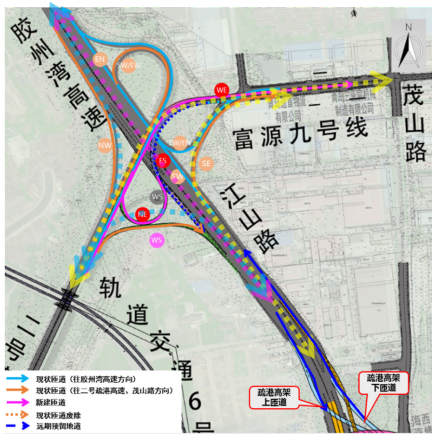 胶州湾高速
N
EN
SW/EW
WE
茂山路
富源九号线
NW
SE
ES
WS
NE
WS
江山路
轨道交通6号
疏港高架
下匝道
疏港高架
上匝道
现状匝道（往胶州湾高速方向）
现状匝道（往二号疏港高速、茂山路方向）
新建匝道
现状匝道废除
远期预留地道